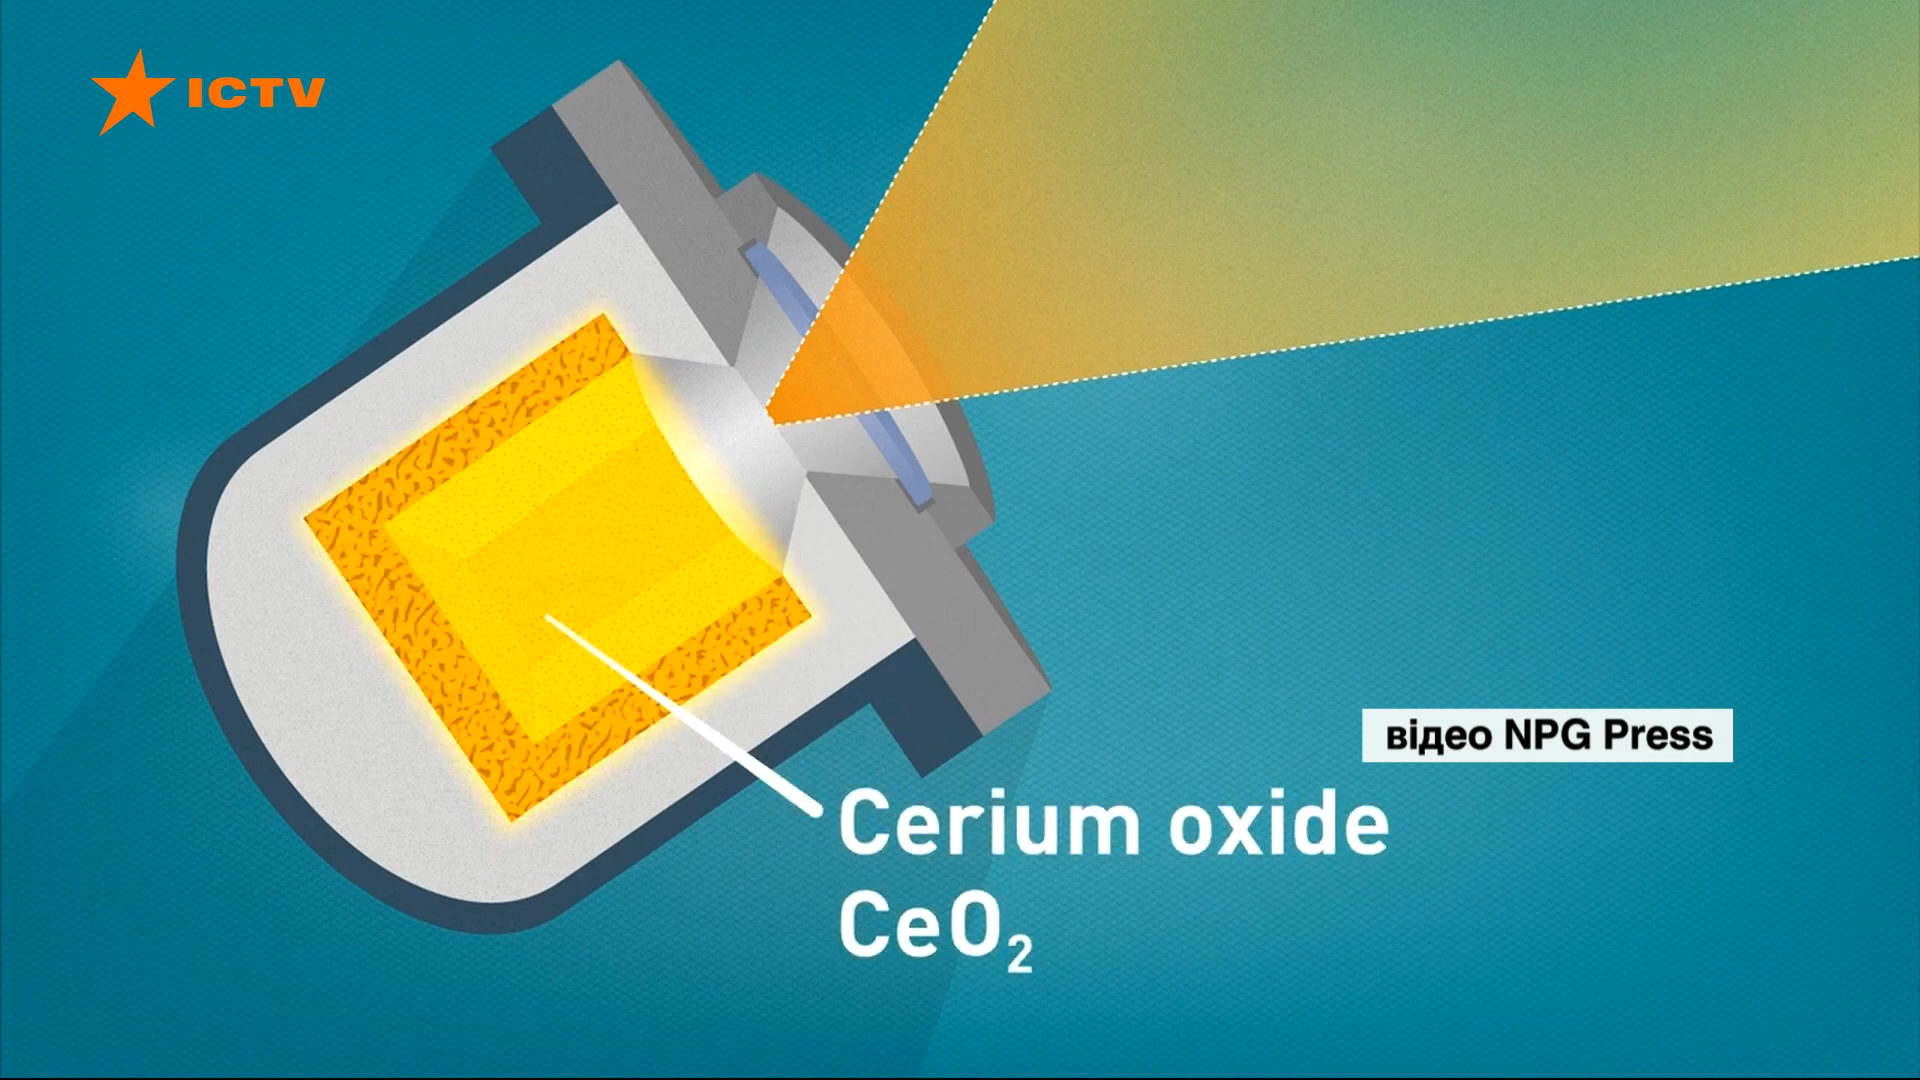 ICTV
відео NPG Press
Cerium oxide
CeO₂